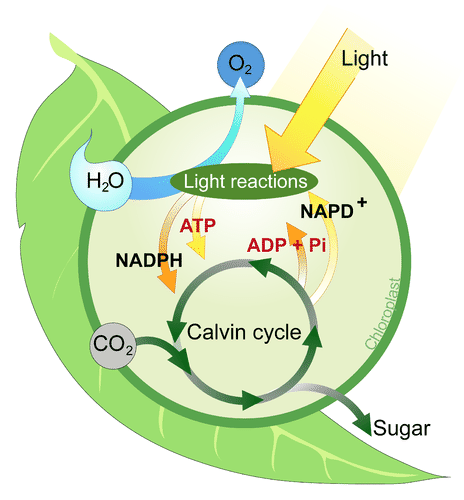 O₂
Light
H₂O
Light reactions
NAPD⁺
ATP
ADP + Pi
NADPH
Chloroplast
Calvin cycle
CO₂
Sugar